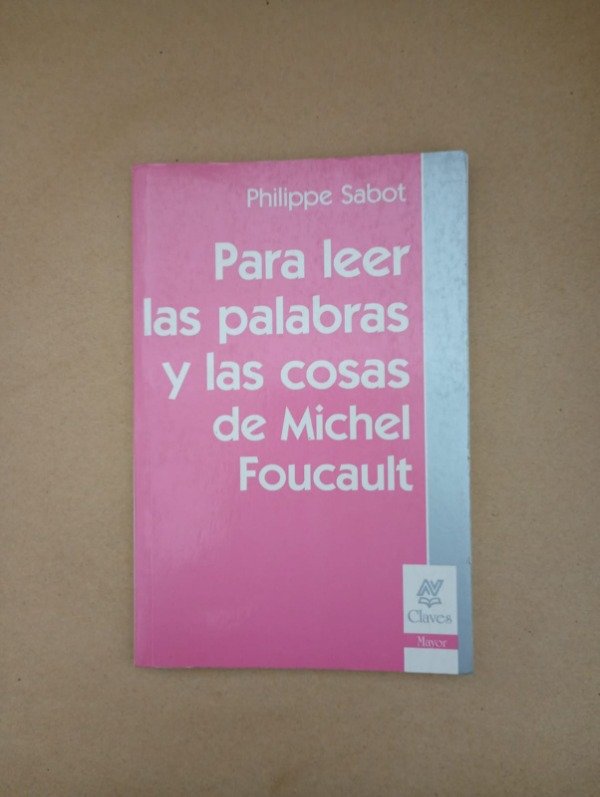 Philippe Sabot
Para leer
las palabras
y las cosas
de Michel
Foucault
Claves
Mayor